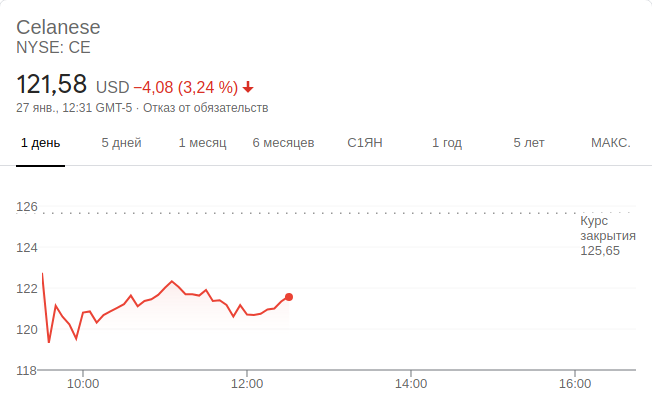 Celanese
NYSE: CE
121,58 USD −4,08 (3,24 %)
27 янв., 12:31 GMT-5 · Отказ от обязательств
1 день 5 дней 1 месяц 6 месяцев С1ЯН 1 год 5 лет МАКС.
126
Курс
закрытия
125,65
124
122
120
118
10:00 12:00 14:00 16:00